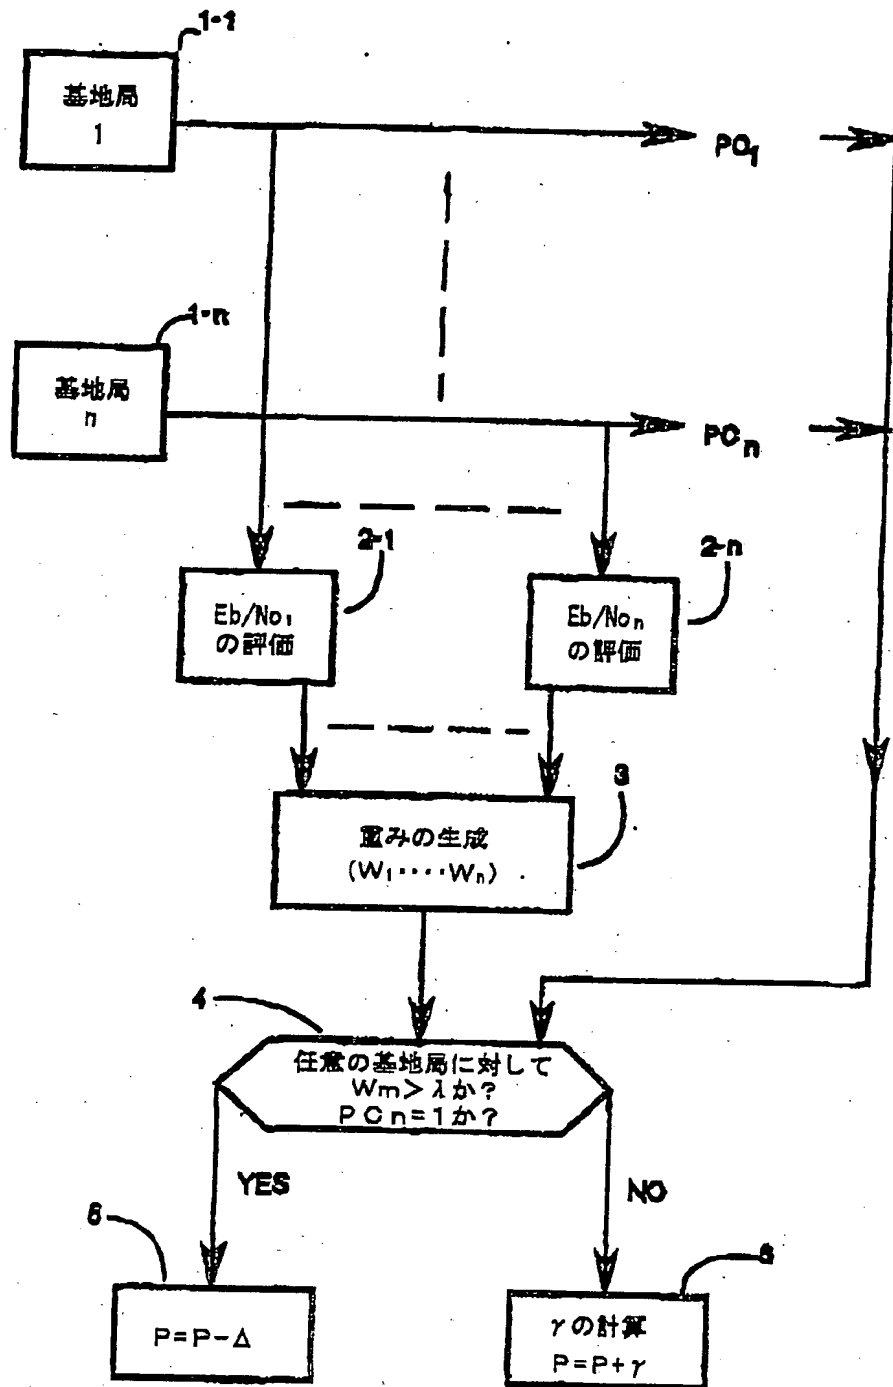 1-1
基地局
1
PC₁
1-n
基地局
n
PCn
2-1
2-n
Eb/No₁
の評価
Eb/Non
の評価
3
重みの生成
(W₁····Wn)
4
任意の基地局に対して
Wm>λか?
PCn=1か?
YES
NO
P=P-Δ
γの計算
P=P+γ